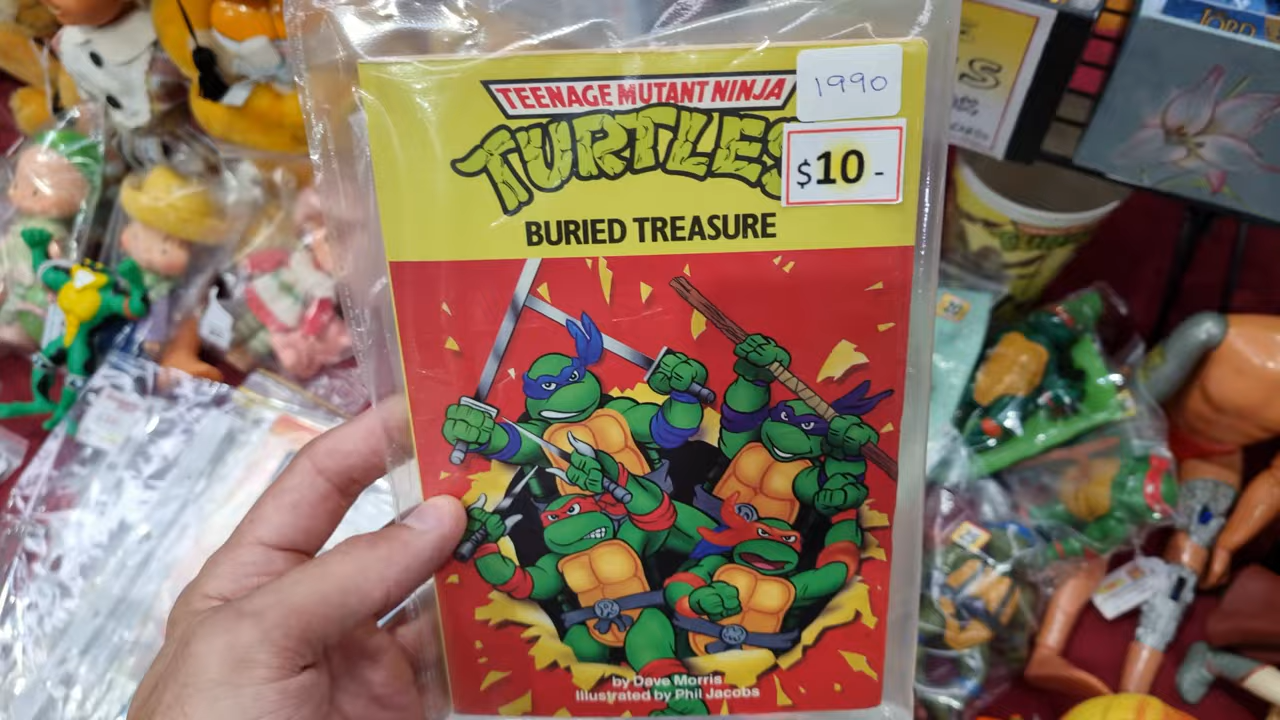 TEENAGE MUTANT NINJA
TURTLES
1990
$10-
BURIED TREASURE
by Dave Morris
Illustrated by Phil Jacobs